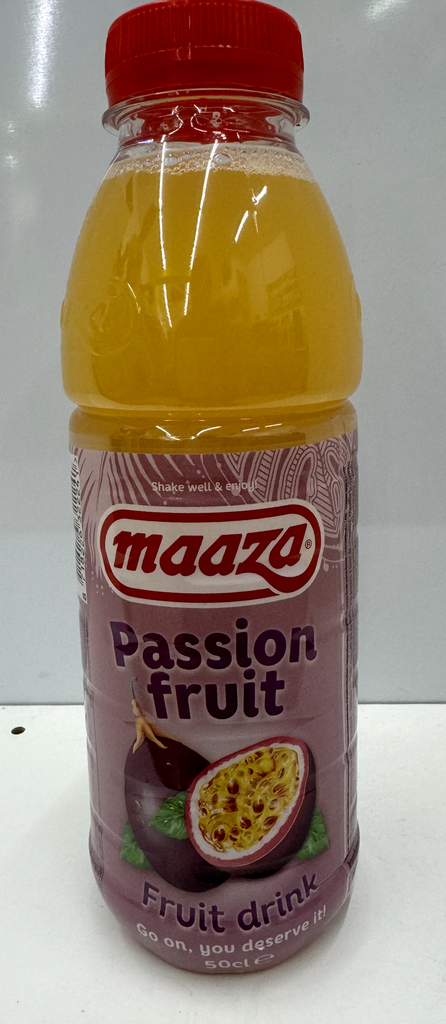 Shake well & enjoy!
maaza®
Passion
fruit
Fruit drink
Go on, you deserve it!
50cl ℮